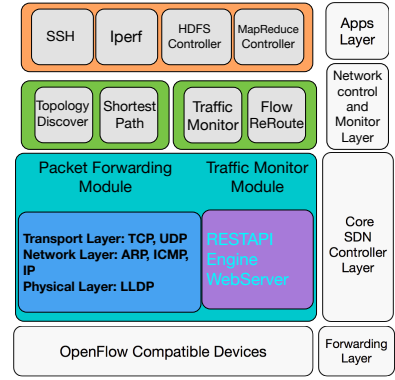 SSH
Iperf
HDFS
Controller
MapReduce
Controller
Apps
Layer
Topology
Discover
Shortest
Path
Traffic
Monitor
Flow
ReRoute
Network
control
and
Monitor
Layer
Packet Forwarding
Module
Traffic Monitor
Module
Transport Layer: TCP, UDP
Network Layer: ARP, ICMP,
IP
Physical Layer: LLDP
RESTAPI
Engine
WebServer
Core
SDN
Controller
Layer
OpenFlow Compatible Devices
Forwarding
Layer